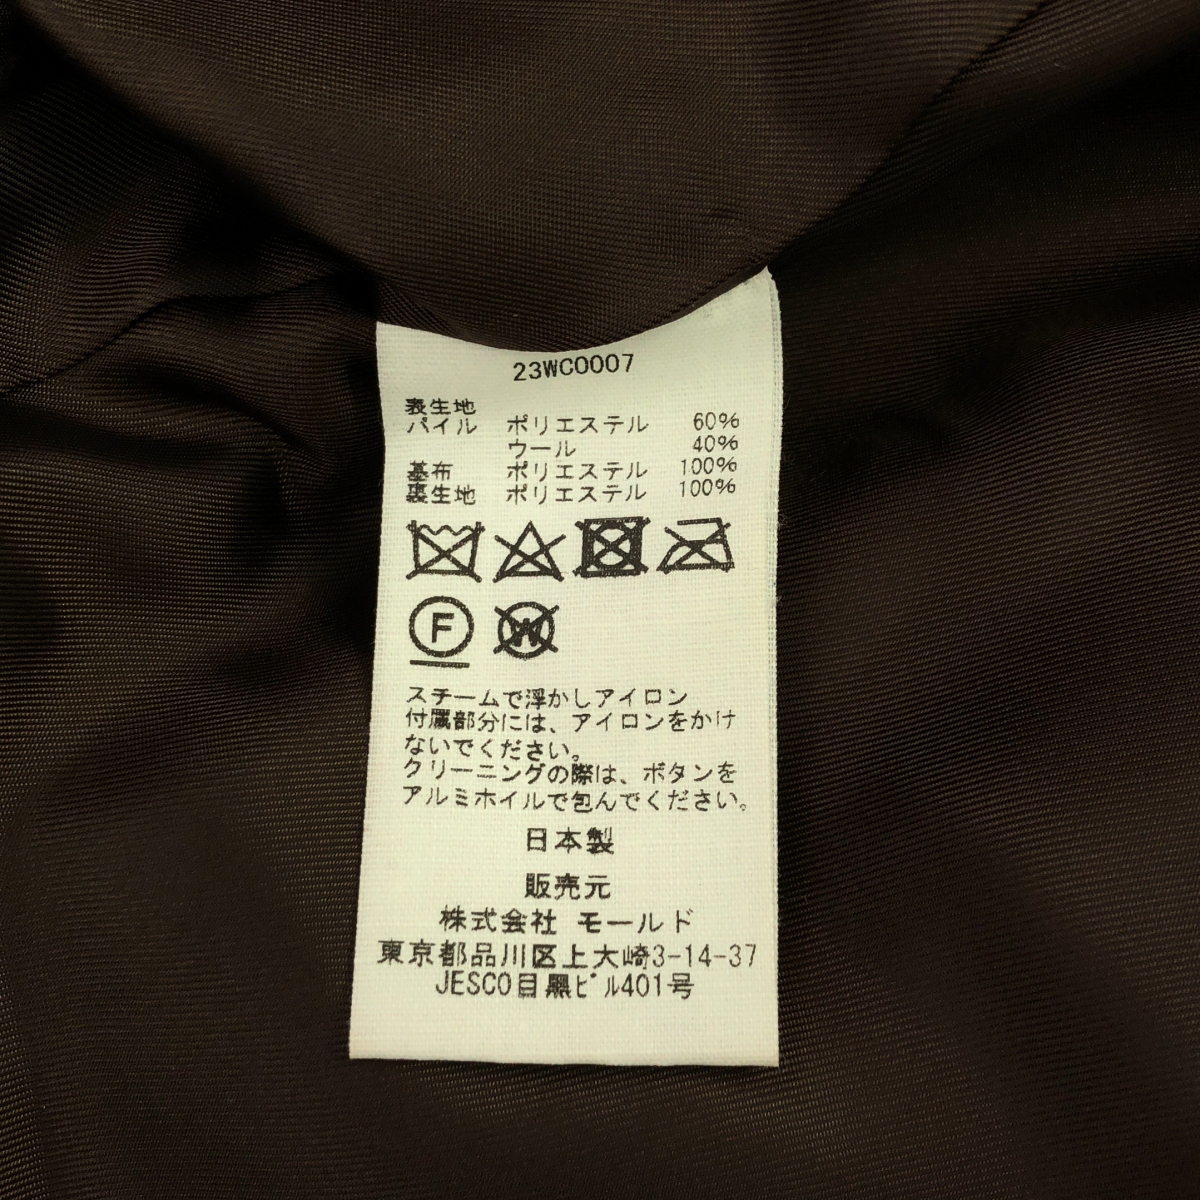 23WC0007
表生地
パイル ポリエステル 60%
ウール 40%
基布 ポリエステル 100%
裏生地 ポリエステル 100%
F W
スチームで浮かしアイロン
付属部分には、アイロンをかけ
ないでください。
クリーニングの際は、ボタンを
アルミホイルで包んでください。
日本製
販売元
株式会社 モールド
東京都品川区上大崎3-14-37
JESCO目黒ビル401号